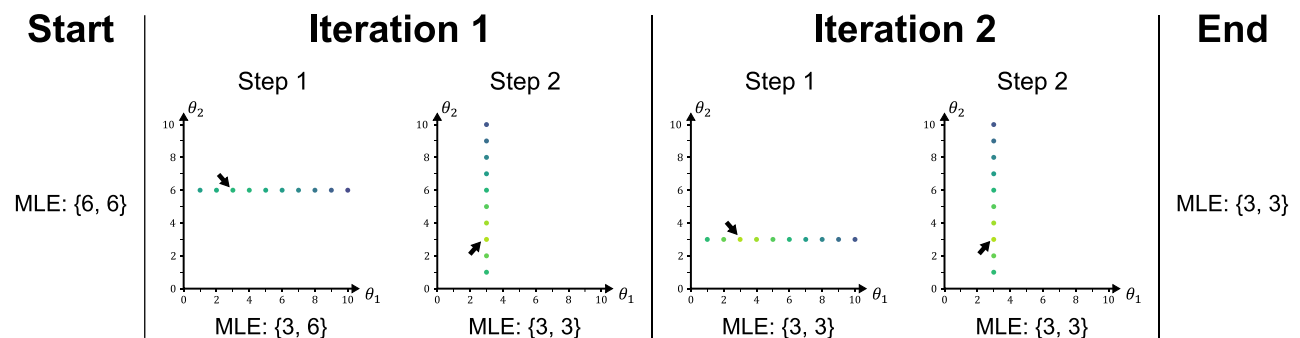 Start
Iteration 1
Iteration 2
End
Step 1
Step 2
Step 1
Step 2
θ₂
10
8
6
4
2
0
0 2 4 6 8 10
θ₁
θ₂
10
8
6
4
2
0
0 2 4 6 8 10
θ₁
θ₂
10
8
6
4
2
0
0 2 4 6 8 10
θ₁
θ₂
10
8
6
4
2
0
0 2 4 6 8 10
θ₁
MLE: {6, 6}
MLE: {3, 6}
MLE: {3, 3}
MLE: {3, 3}
MLE: {3, 3}
MLE: {3, 3}